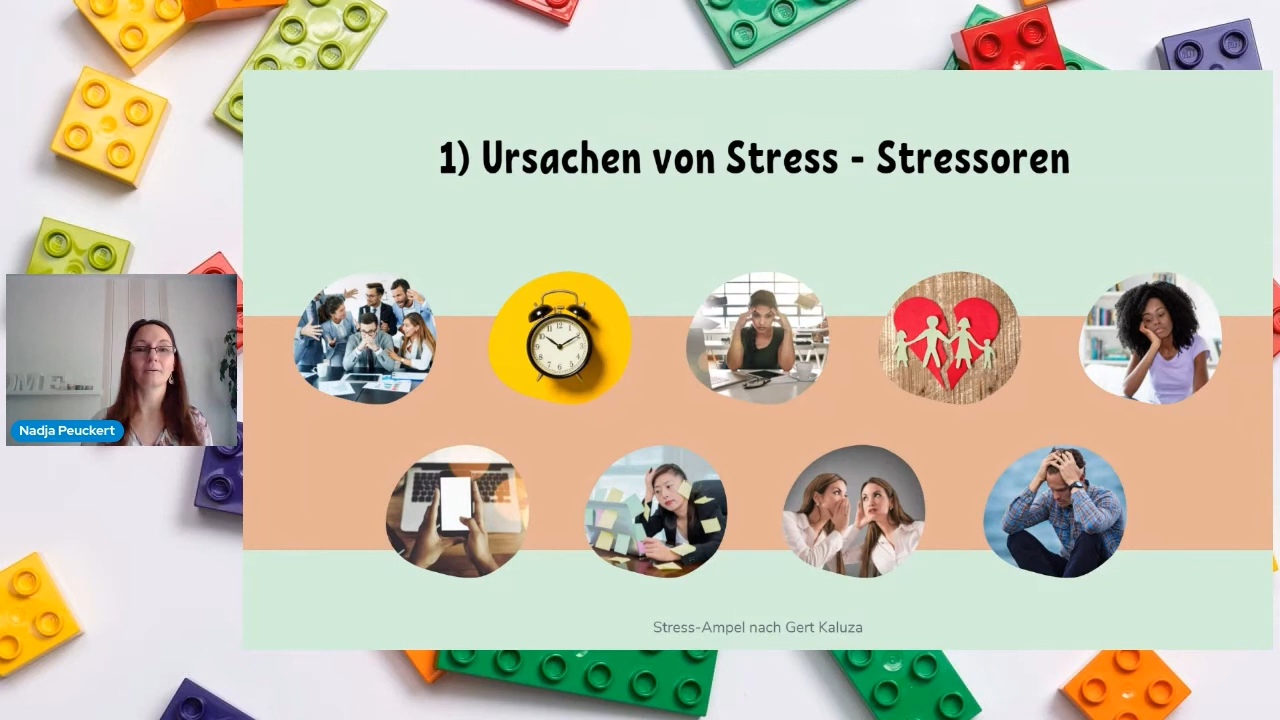 1) Ursachen von Stress - Stressoren
Nadja Peuckert
Stress-Ampel nach Gert Kaluza